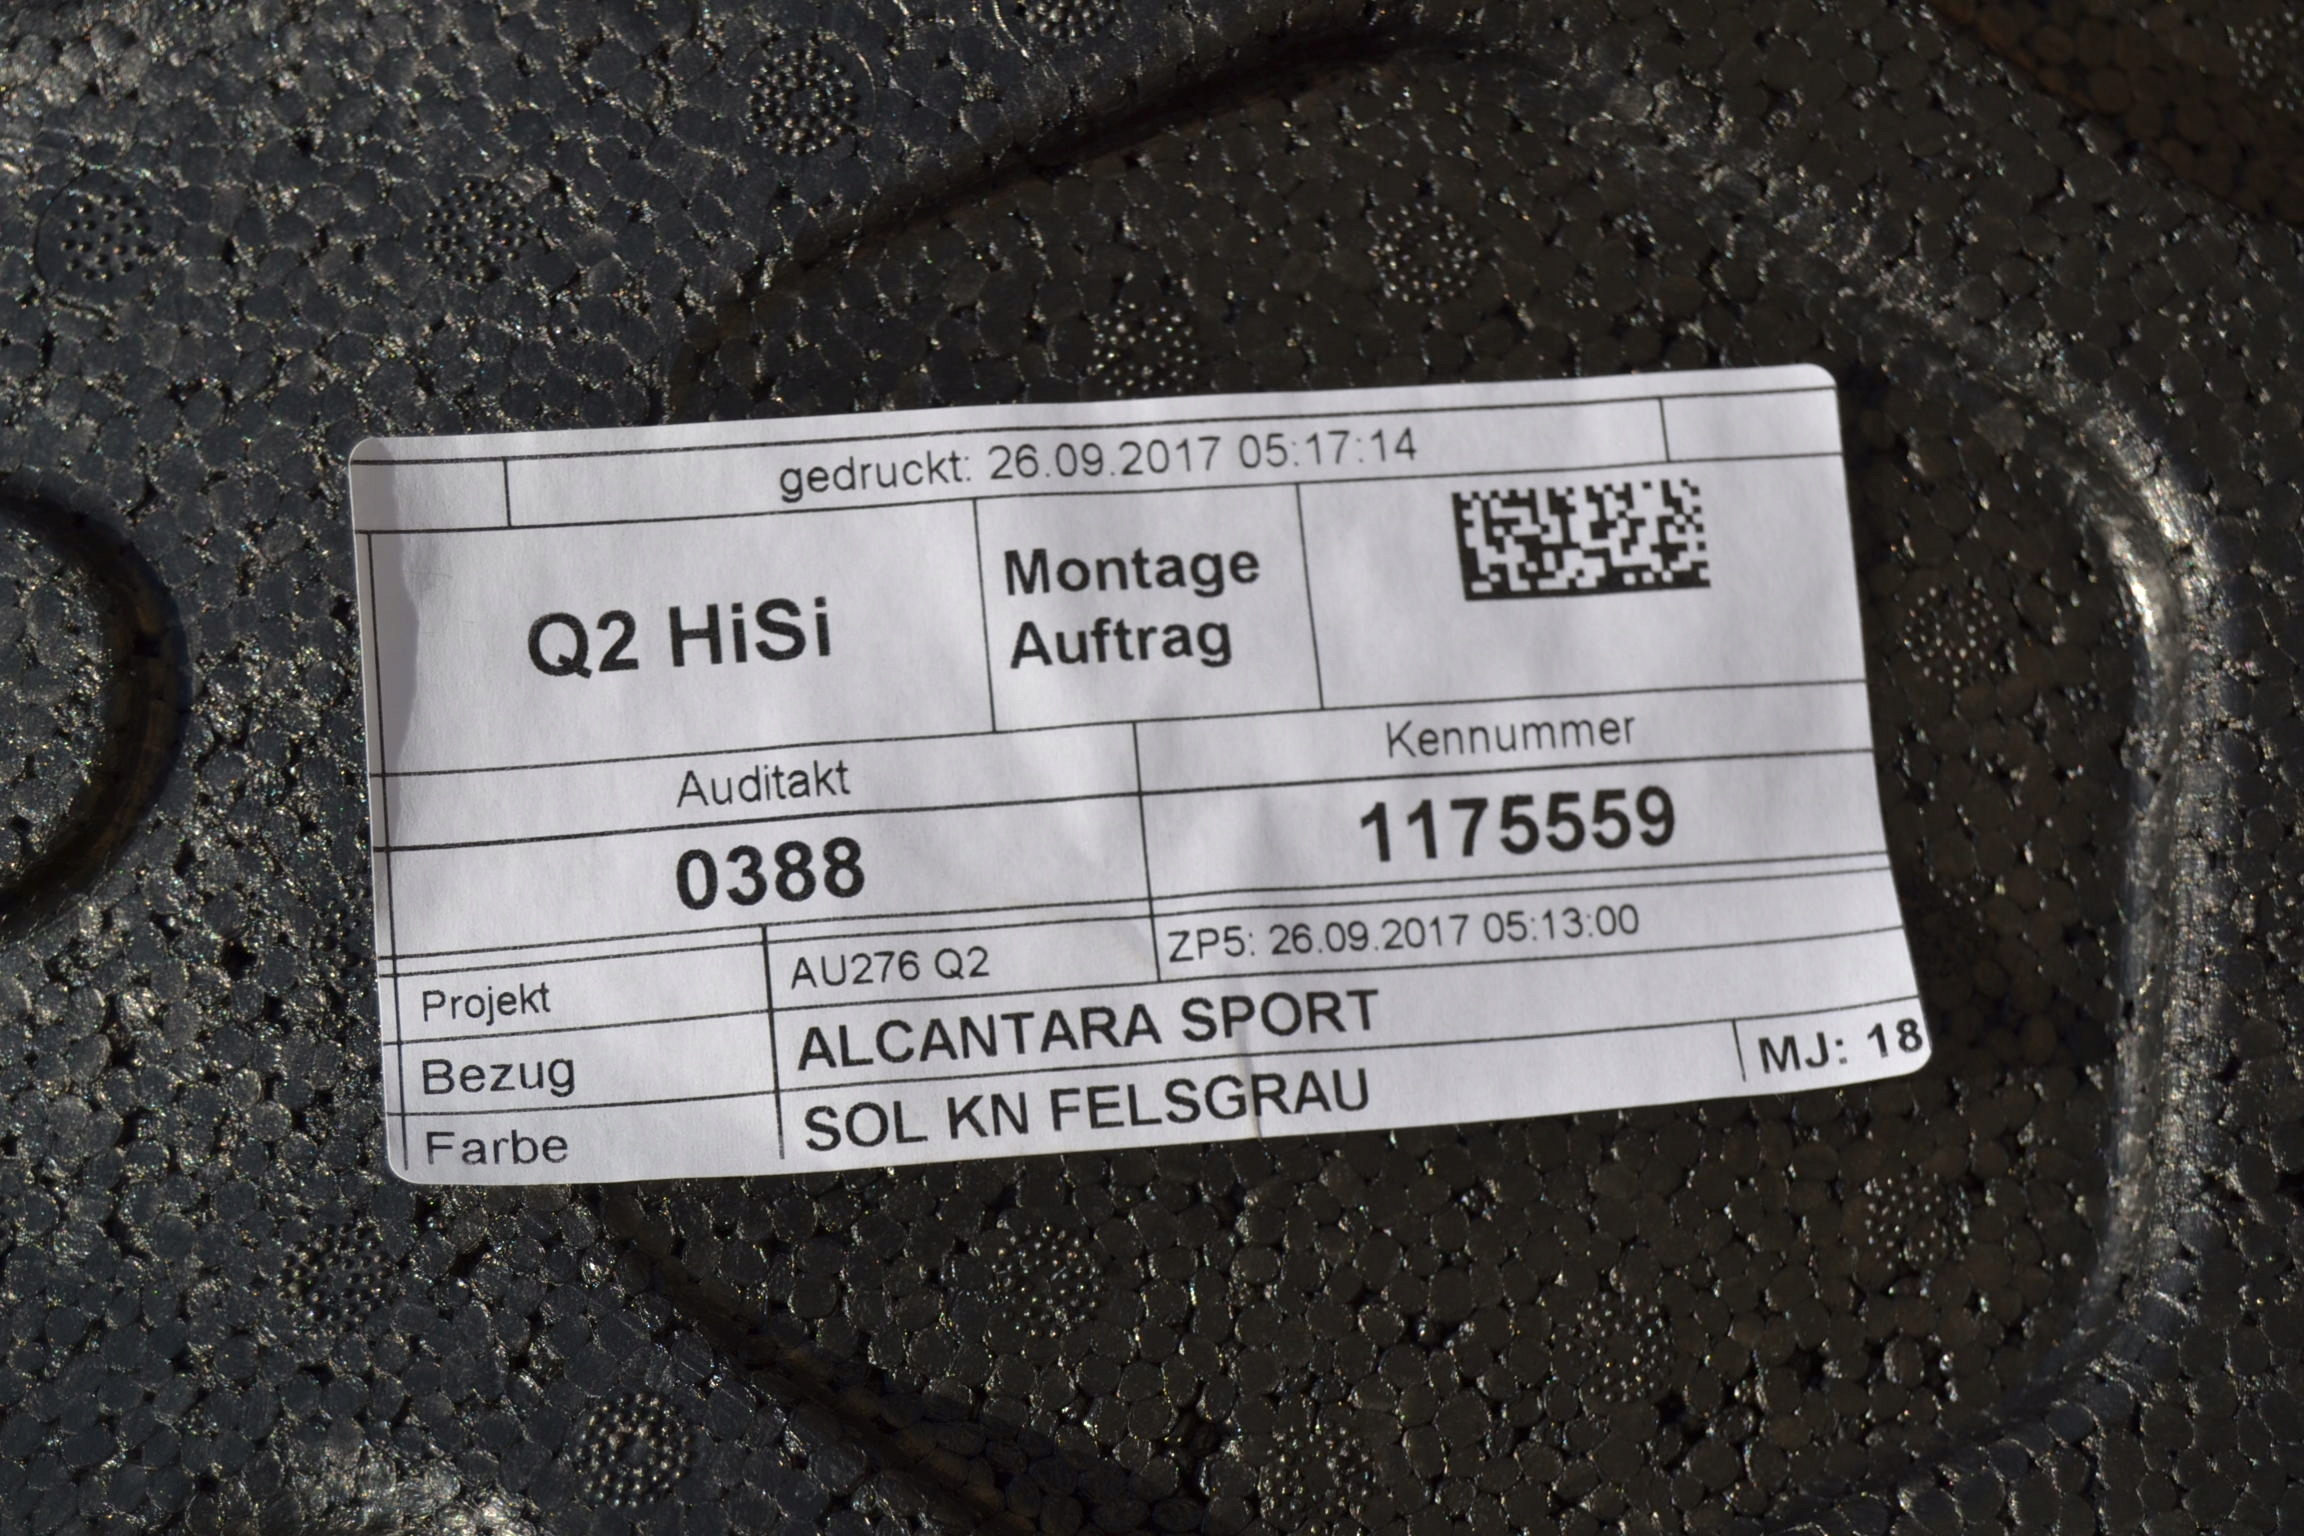 gedruckt: 26.09.2017 05:17:14
Q2 HiSi
Montage
Auftrag
Auditakt
Kennummer
0388
1175559
Projekt
AU276 Q2
ZP5: 26.09.2017 05:13:00
Bezug
ALCANTARA SPORT
Farbe
SOL KN FELSGRAU
MJ: 18